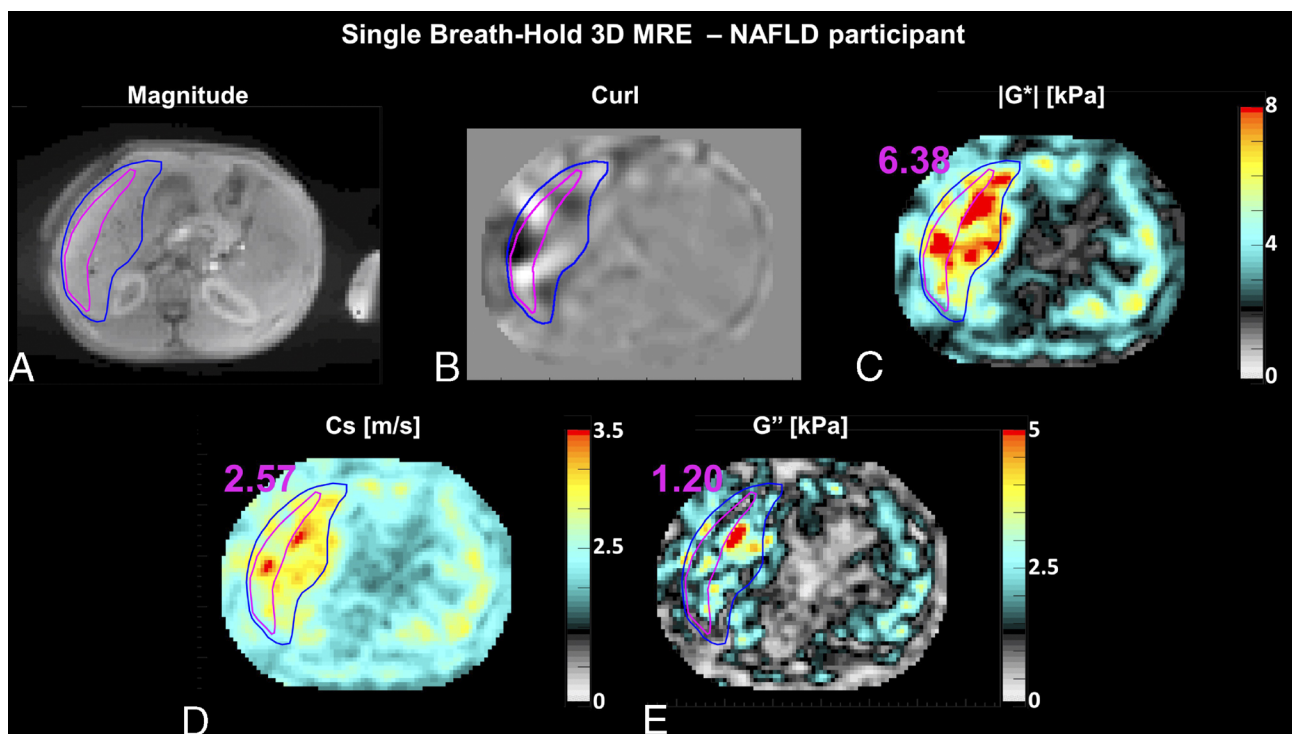 Single Breath-Hold 3D MRE – NAFLD participant
Magnitude
Curl
|G*| [kPa]
6.38
8
4
0
A
B
C
Cs [m/s]
2.57
3.5
2.5
0
G’’ [kPa]
1.20
5
2.5
0
D
E